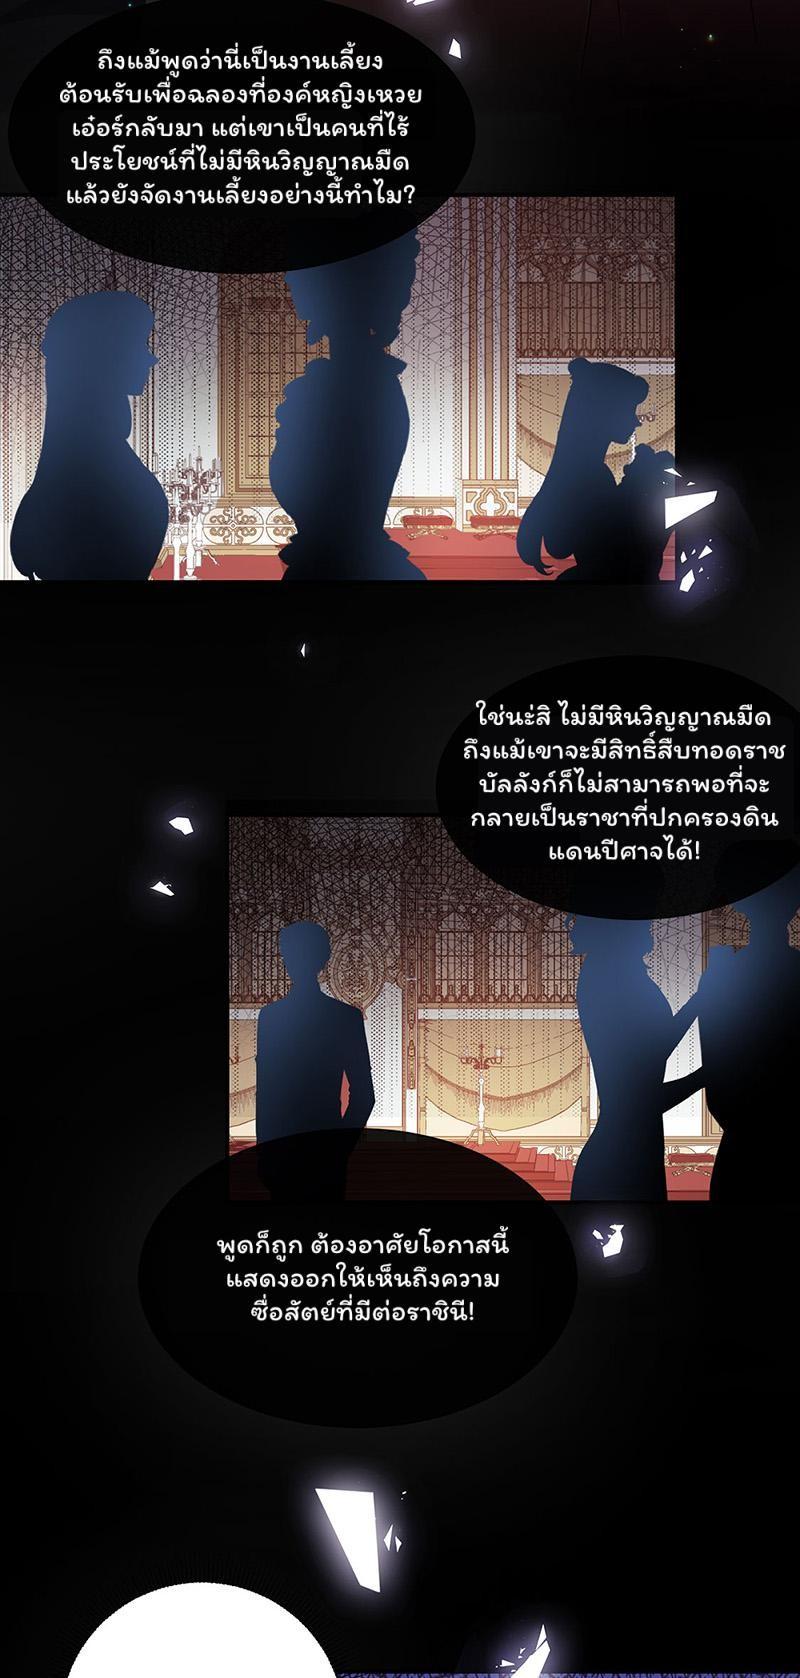 ถึงแม้พูดว่านี่เป็นงานเลี้ยง
ต้อนรับเพื่อฉลองที่องค์หญิงเหวย
เอ๋อร์กลับมา แต่เขาเป็นคนที่ไร้
ประโยชน์ที่ไม่มีหินวิญญาณมืด
แล้วยังจัดงานเลี้ยงอย่างนี้ทำไม?
ใช่น่ะสิ ไม่มีหินวิญญาณมืด
ถึงแม้เขาจะมีสิทธิ์สืบทอดราช
บัลลังก์ก็ไม่สามารถพอที่จะ
กลายเป็นราชาที่ปกครองดิน
แดนปีศาจได้!
พูดก็ถูก ต้องอาศัยโอกาสนี้
แสดงออกให้เห็นถึงความ
ซื่อสัตย์ที่มีต่อราชินี!